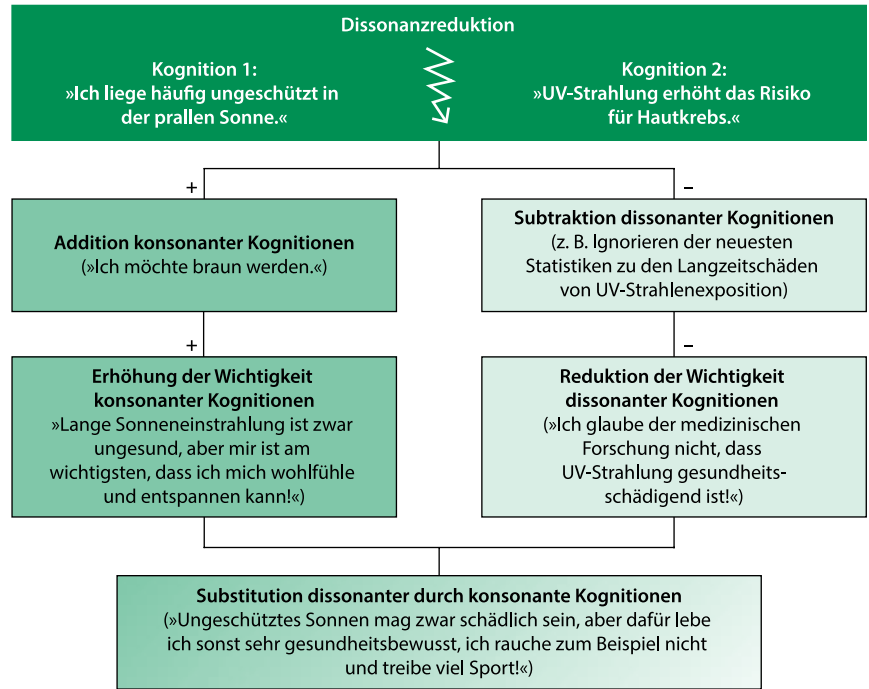 Dissonanzreduktion
Kognition 1:
»Ich liege häufig ungeschützt in
der prallen Sonne.«
Kognition 2:
»UV-Strahlung erhöht das Risiko
für Hautkrebs.«
+
Addition konsonanter Kognitionen
(»Ich möchte braun werden.«)
–
Subtraktion dissonanter Kognitionen
(z. B. Ignorieren der neuesten
Statistiken zu den Langzeitschäden
von UV-Strahlenexposition)
+
Erhöhung der Wichtigkeit
konsonanter Kognitionen
»Lange Sonneneinstrahlung ist zwar
ungesund, aber mir ist am
wichtigsten, dass ich mich wohlfühle
und entspannen kann!«)
–
Reduktion der Wichtigkeit
dissonanter Kognitionen
(»Ich glaube der medizinischen
Forschung nicht, dass
UV-Strahlung gesundheits-
schädigend ist!«)
Substitution dissonanter durch konsonante Kognitionen
(»Ungeschütztes Sonnen mag zwar schädlich sein, aber dafür lebe
ich sonst sehr gesundheitsbewusst, ich rauche zum Beispiel nicht
und treibe viel Sport!«)